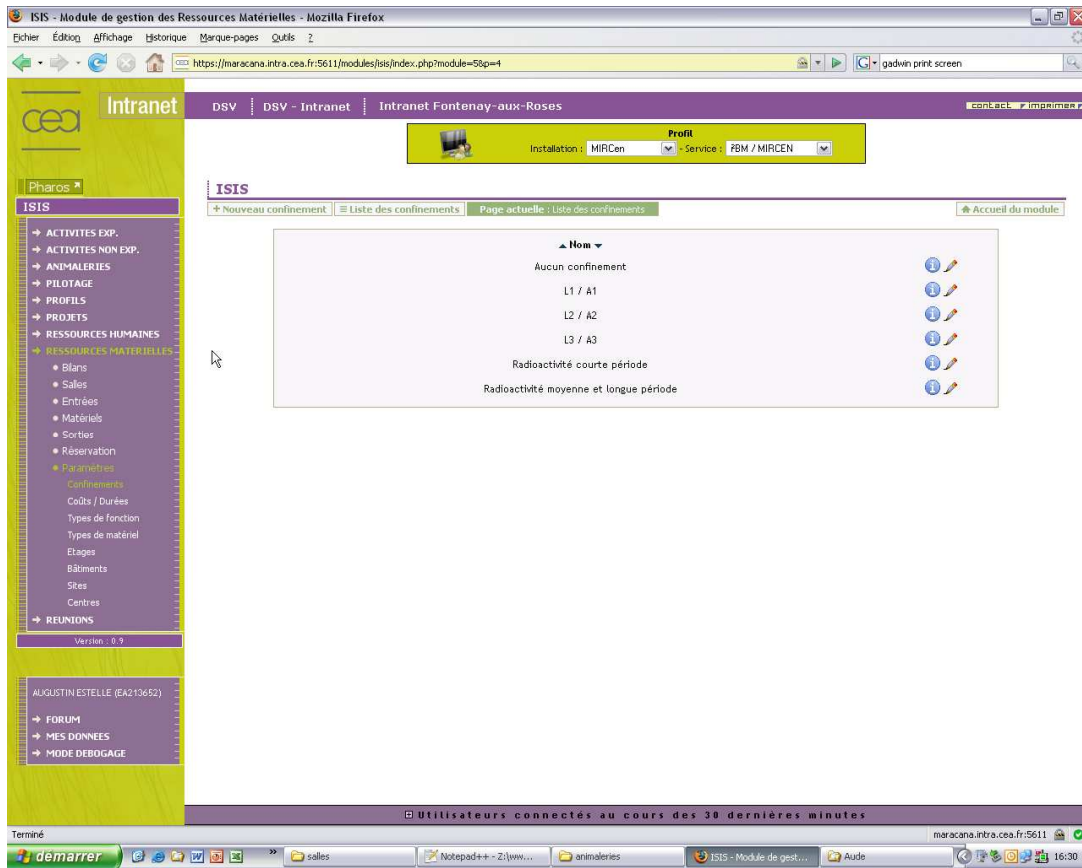 ISIS - Module de gestion des Ressources Matérielles - Mozilla Firefox
Fichier Édition Affichage Historique Marque-pages Outils ?
https://maracana.intra.cea.fr:5611/modules/isis/index.php?module=58&p=4
G gadwin print screen
cea
Intranet
DSV DSV - Intranet Intranet Fontenay-aux-Roses
contact imprimer
Profil
Installation : MIRCen - Service : MIRCEN
Pharos
ISIS
ISIS
+ Nouveau confinement Liste des confinements Page actuelle : Liste des confinements Accueil du module
ACTIVITES EXP.
ACTIVITES NON EXP.
ANIMALERIES
PILOTAGE
PROFILS
PROJETS
RESSOURCES HUMAINES
RESSOURCES MATERIELLES
Bilans
Salles
Entrées
Matériels
Sorties
Réservation
Paramètres
Confinements
Coûts / Durées
Types de fonction
Types de matériel
Etages
Bâtiments
Sites
Centres
REUNIONS
Version : 0.9
Nom
Aucun confinement
L1 / A1
L2 / A2
L3 / A3
Radioactivité courte période
Radioactivité moyenne et longue période
AUGUSTIN ESTELLE (EA213652)
FORUM
MES DONNEES
MODE DEBOGAGE
Utilisateurs connectés au cours des 30 dernières minutes
Terminé
maracana.intra.cea.fr:5611
démarrer » salles Notepad++ - Z:\www... animaleries ISIS - Module de gest... Aude 16:30